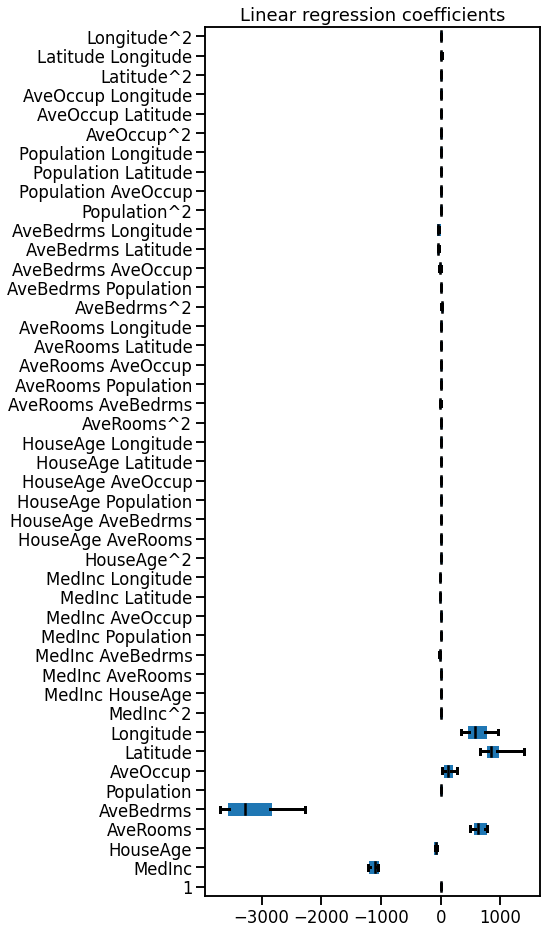 Linear regression coefficients
Longitude^2
Latitude Longitude
Latitude^2
AveOccup Longitude
AveOccup Latitude
AveOccup^2
Population Longitude
Population Latitude
Population AveOccup
Population^2
AveBedrms Longitude
AveBedrms Latitude
AveBedrms AveOccup
AveBedrms Population
AveBedrms^2
AveRooms Longitude
AveRooms Latitude
AveRooms AveOccup
AveRooms Population
AveRooms AveBedrms
AveRooms^2
HouseAge Longitude
HouseAge Latitude
HouseAge AveOccup
HouseAge Population
HouseAge AveBedrms
HouseAge AveRooms
HouseAge^2
MedInc Longitude
MedInc Latitude
MedInc AveOccup
MedInc Population
MedInc AveBedrms
MedInc AveRooms
MedInc HouseAge
MedInc^2
Longitude
Latitude
AveOccup
Population
AveBedrms
AveRooms
HouseAge
MedInc
1
−3000 −2000 −1000 0 1000